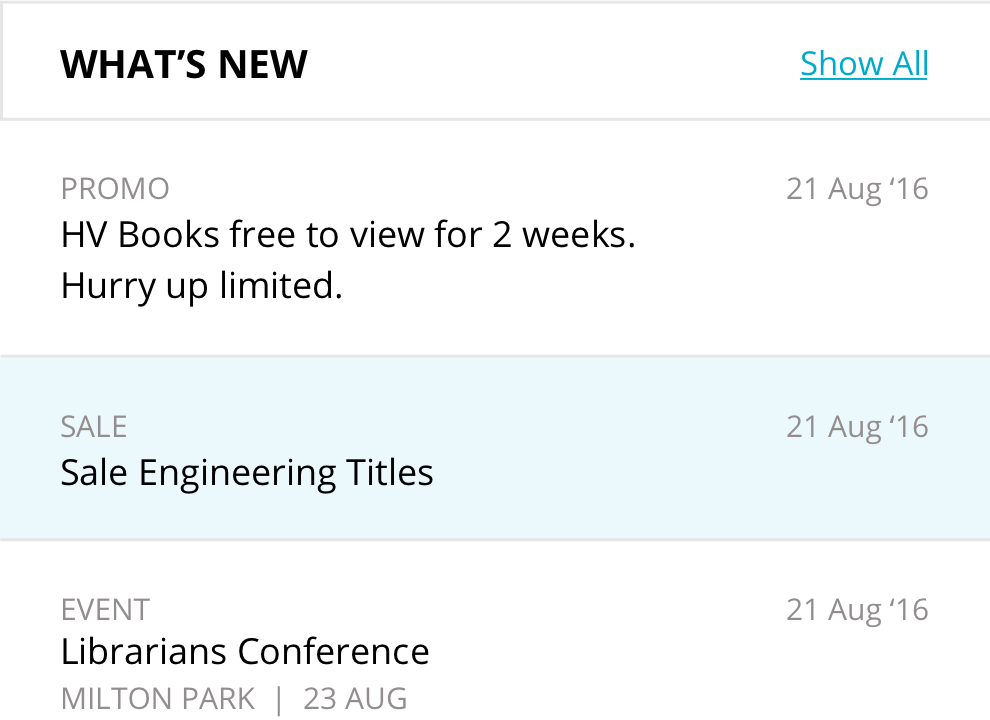 WHAT’S NEW Show All
PROMO 21 Aug ‘16
HV Books free to view for 2 weeks.
Hurry up limited.
SALE 21 Aug ‘16
Sale Engineering Titles
EVENT 21 Aug ‘16
Librarians Conference
MILTON PARK | 23 AUG